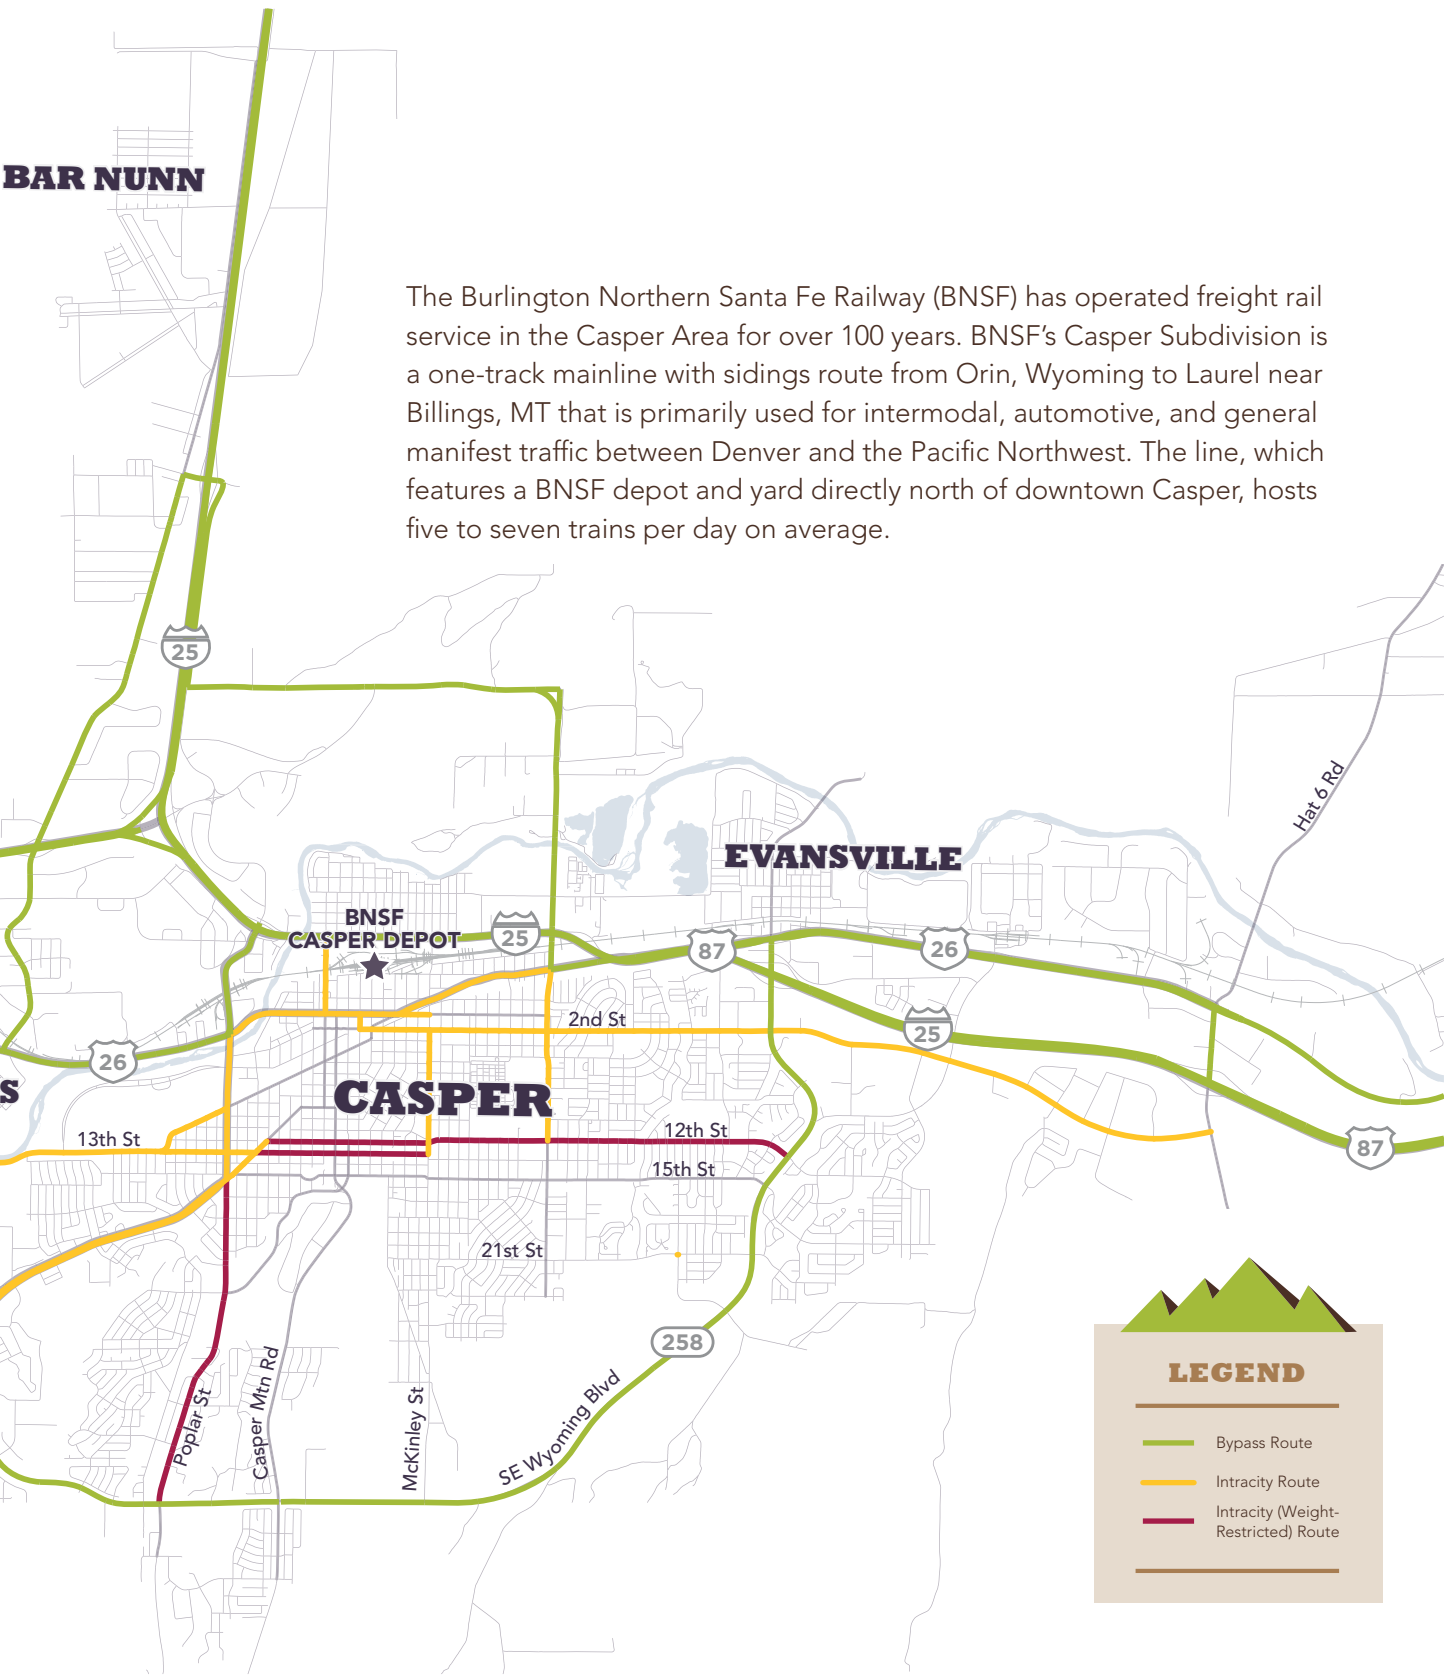 BAR NUNN
The Burlington Northern Santa Fe Railway (BNSF) has operated freight rail
service in the Casper Area for over 100 years. BNSF’s Casper Subdivision is
a one-track mainline with sidings route from Orin, Wyoming to Laurel near
Billings, MT that is primarily used for intermodal, automotive, and general
manifest traffic between Denver and the Pacific Northwest. The line, which
features a BNSF depot and yard directly north of downtown Casper, hosts
five to seven trains per day on average.
25
Hat 6 Rd
EVANSVILLE
BNSF
CASPER DEPOT
25
87
26
2nd St
25
26
S
CASPER
13th St
12th St
87
15th St
21st St
258
Poplar St
Casper Mtn Rd
McKinley St
SE Wyoming Blvd
LEGEND
Bypass Route
Intracity Route
Intracity (Weight-
Restricted) Route